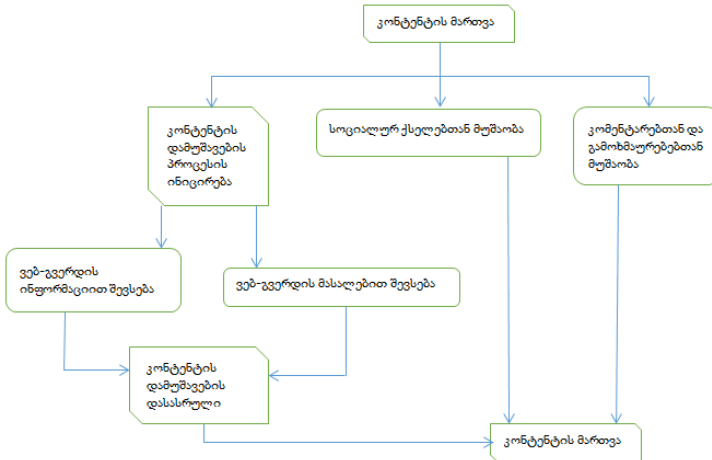 კონტენტის მართვა
კონტენტის
დამუშავების
პროცესის
ინიცირება
სოციალურ ქსელებთან მუშაობა
კომენტარებთან და
გამოხმაურებებთან
მუშაობა
ვებ-გვერდის
ინფორმაციით შევსება
ვებ-გვერდის მასალებით შევსება
კონტენტის
დამუშავების
დასასრული
კონტენტის მართვა